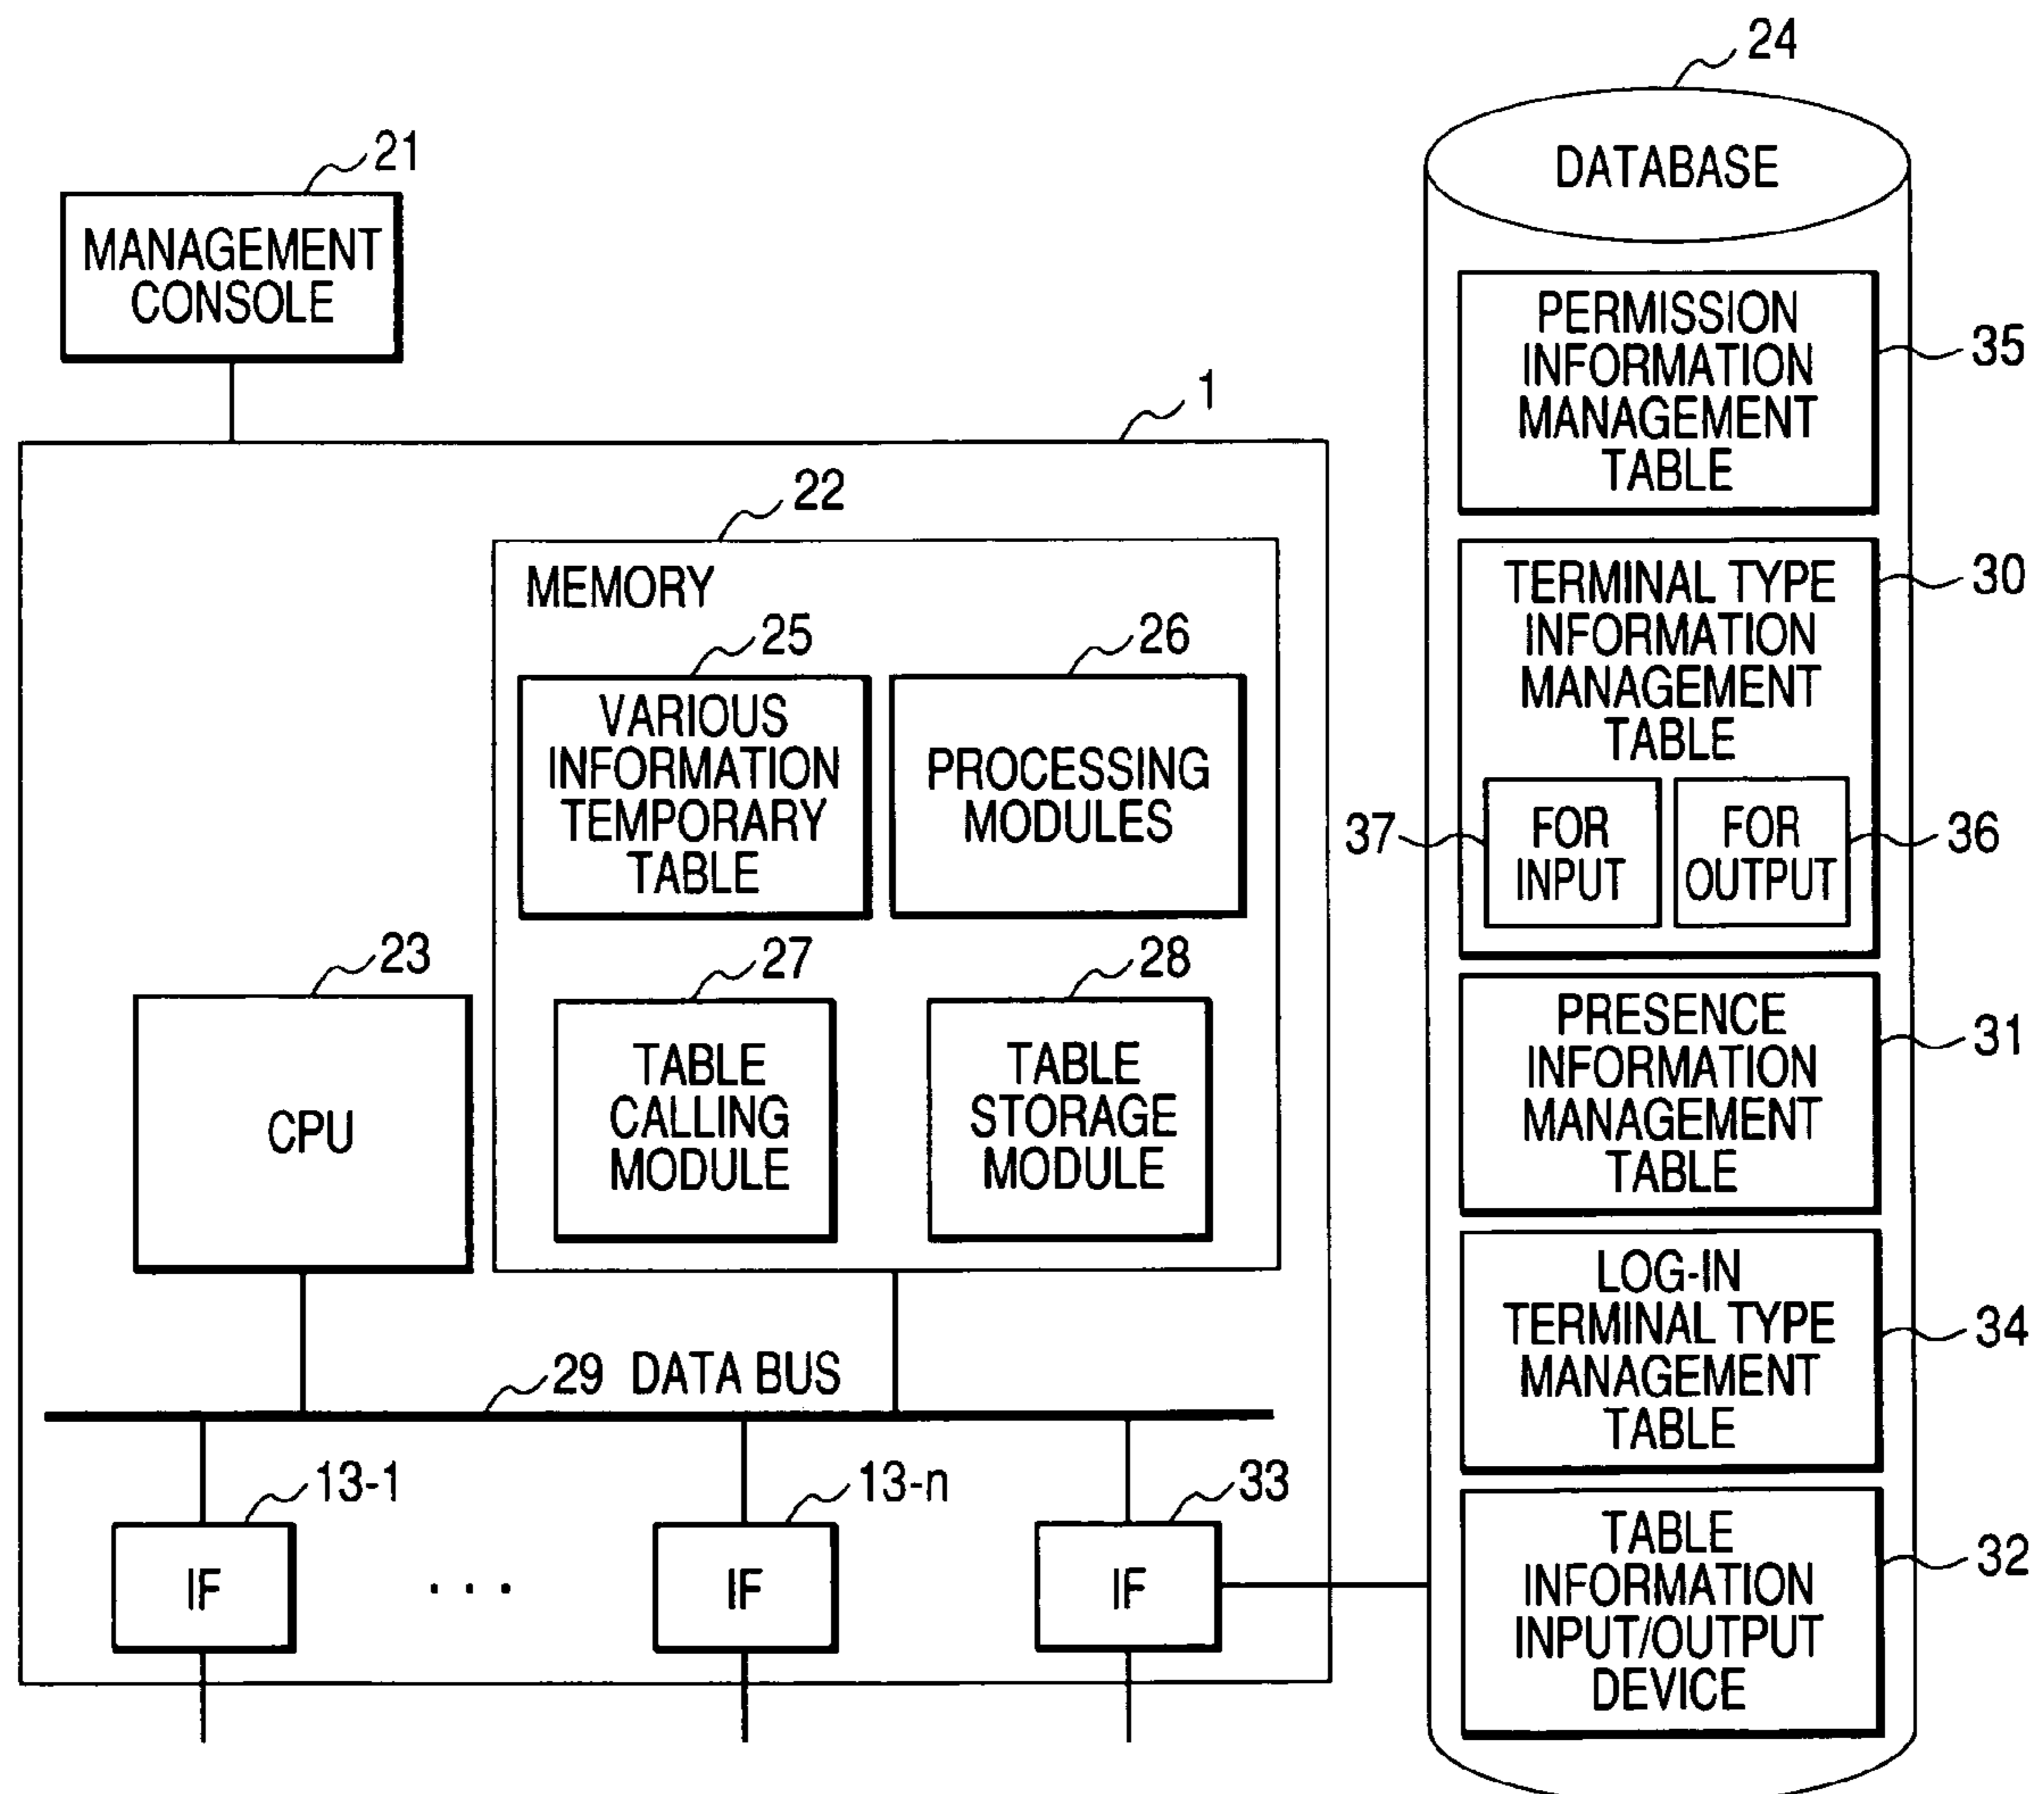 24
DATABASE
21
MANAGEMENT
CONSOLE
PERMISSION
INFORMATION
MANAGEMENT
TABLE
35
1
22
MEMORY
25
VARIOUS
INFORMATION
TEMPORARY
TABLE
26
PROCESSING
MODULES
30
TERMINAL TYPE
INFORMATION
MANAGEMENT
TABLE
37
FOR
INPUT
FOR
OUTPUT
36
23
CPU
27
TABLE
CALLING
MODULE
28
TABLE
STORAGE
MODULE
PRESENCE
INFORMATION
MANAGEMENT
TABLE
31
LOG-IN
TERMINAL TYPE
MANAGEMENT
TABLE
34
29 DATA BUS
13-1
IF
. . .
13-n
IF
33
IF
TABLE
INFORMATION
INPUT/OUTPUT
DEVICE
32